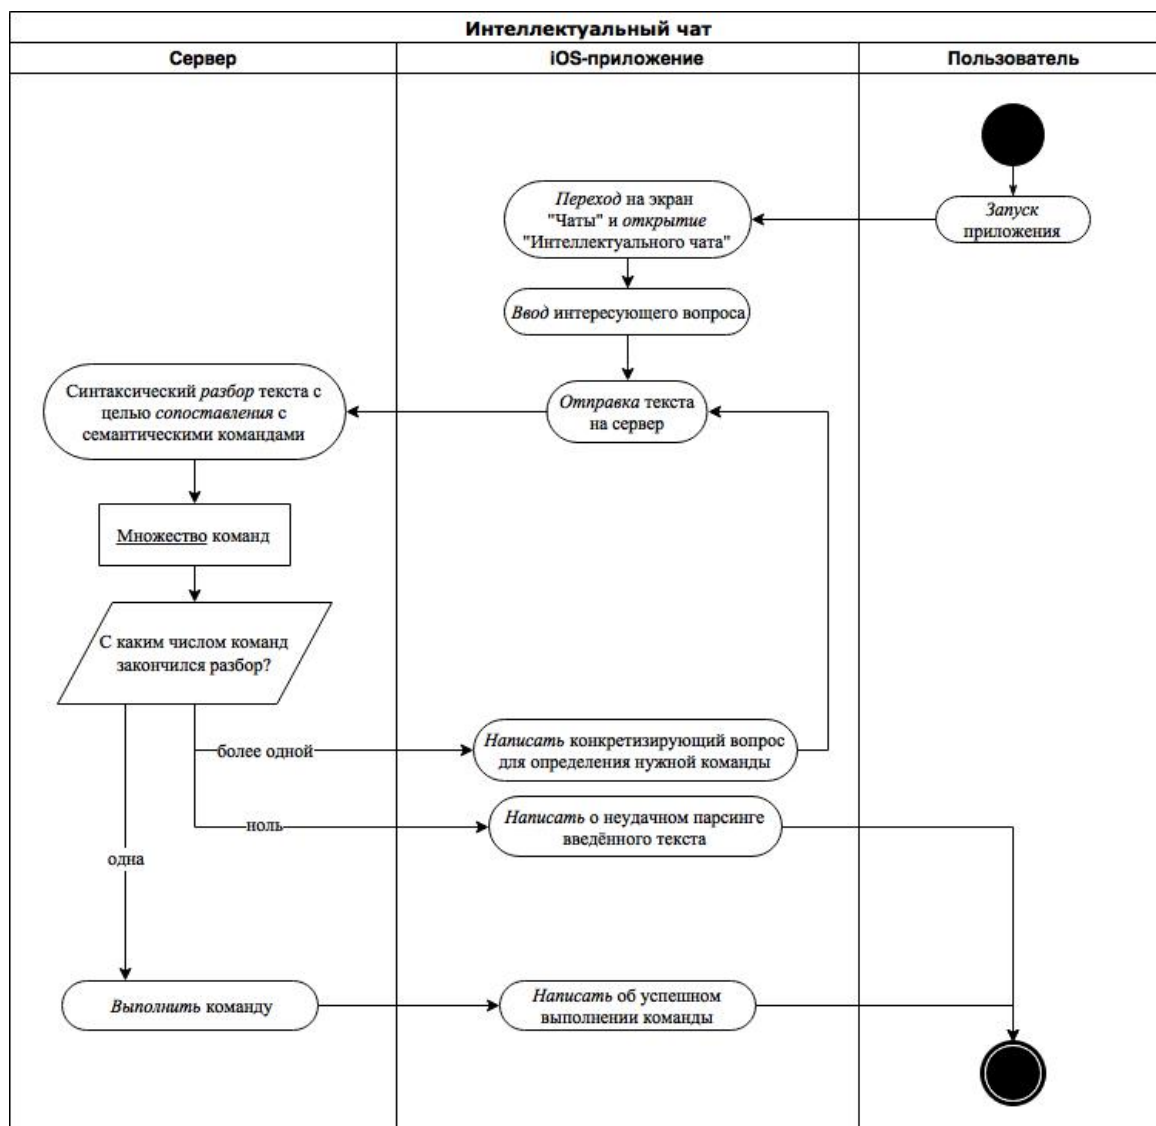 Интеллектуальный чат
Сервер
iOS-приложение
Пользователь
Запуск
приложения
Переход на экран
"Чаты" и открытие
"Интеллектуального чата"
Ввод интересующего вопроса
Отправка текста
на сервер
Синтаксический разбор текста с
целью сопоставления с
семантическими командами
Множество команд
С каким числом команд
закончился разбор?
более одной
Написать конкретизирующий вопрос
для определения нужной команды
ноль
Написать о неудачном парсинге
введённого текста
одна
Выполнить команду
Написать об успешном
выполнении команды